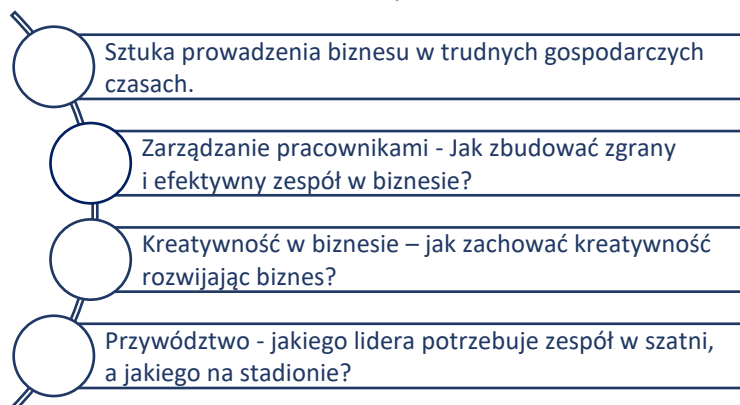 Sztuka prowadzenia biznesu w trudnych gospodarczych
czasach.
Zarządzanie pracownikami - Jak zbudować zgrany
i efektywny zespół w biznesie?
Kreatywność w biznesie – jak zachować kreatywność
rozwijając biznes?
Przywództwo - jakiego lidera potrzebuje zespół w szatni,
a jakiego na stadionie?